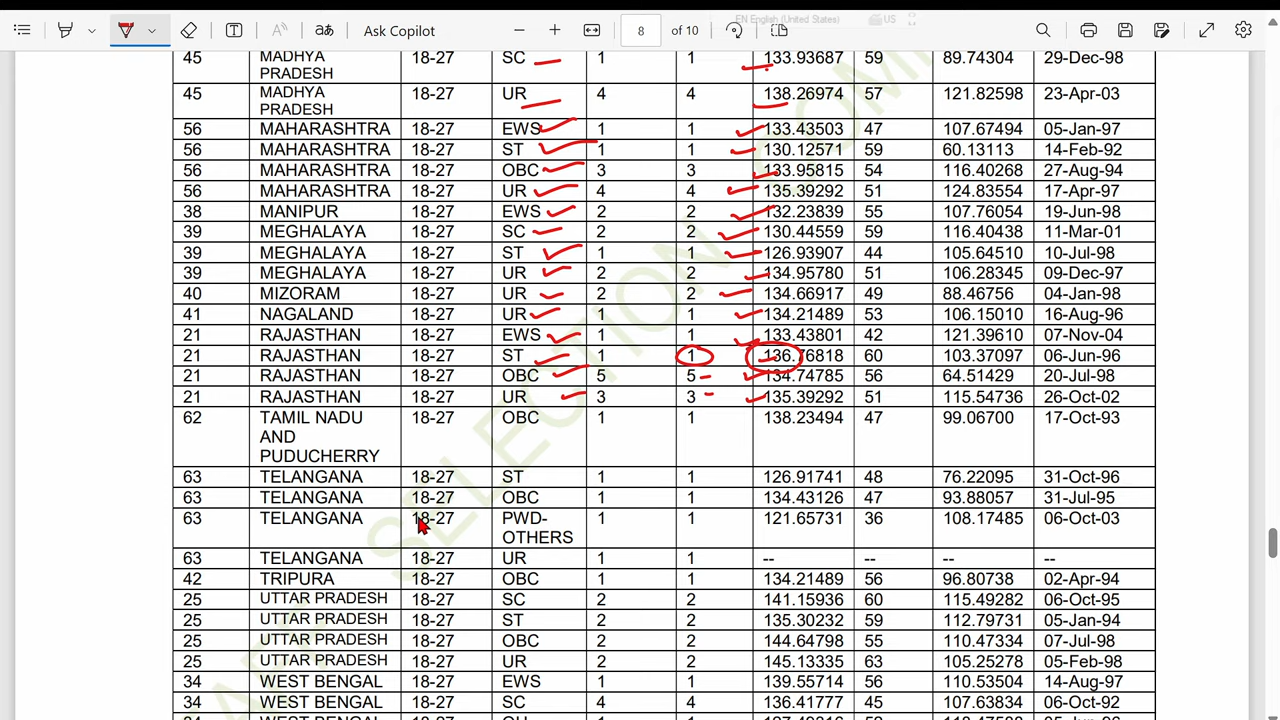 EN English (United States) US
Ask Copilot 8 of 10
45 MADHYA PRADESH 18-27 SC 1 1 133.93687 59 89.74304 29-Dec-98
45 MADHYA PRADESH 18-27 UR 4 4 138.26974 57 121.82598 23-Apr-03
56 MAHARASHTRA 18-27 EWS 1 1 133.43503 47 107.67494 05-Jan-97
56 MAHARASHTRA 18-27 ST 1 1 130.12571 59 60.13113 14-Feb-92
56 MAHARASHTRA 18-27 OBC 3 3 133.95815 54 116.40268 27-Aug-94
56 MAHARASHTRA 18-27 UR 4 4 135.39292 51 124.83554 17-Apr-97
38 MANIPUR 18-27 EWS 2 2 132.23839 55 107.76054 19-Jun-98
39 MEGHALAYA 18-27 SC 2 2 130.44559 59 116.40438 11-Mar-01
39 MEGHALAYA 18-27 ST 1 1 126.93907 44 105.64510 10-Jul-98
39 MEGHALAYA 18-27 UR 2 2 134.95780 51 106.28345 09-Dec-97
40 MIZORAM 18-27 UR 2 2 134.66917 49 88.46756 04-Jan-98
41 NAGALAND 18-27 UR 1 1 134.21489 53 106.15010 16-Aug-96
21 RAJASTHAN 18-27 EWS 1 1 133.43801 42 121.39610 07-Nov-04
21 RAJASTHAN 18-27 ST 1 1 136.76818 60 103.37097 06-Jun-96
21 RAJASTHAN 18-27 OBC 5 5 134.74785 56 64.51429 20-Jul-98
21 RAJASTHAN 18-27 UR 3 3 135.39292 51 115.54736 26-Oct-02
62 TAMIL NADU AND PUDUCHERRY 18-27 OBC 1 1 138.23494 47 99.06700 17-Oct-93
63 TELANGANA 18-27 ST 1 1 126.91741 48 76.22095 31-Oct-96
63 TELANGANA 18-27 OBC 1 1 134.43126 47 93.88057 31-Jul-95
63 TELANGANA 18-27 PWD-OTHERS 1 1 121.65731 36 108.17485 06-Oct-03
63 TELANGANA 18-27 UR 1 1 -- -- -- --
42 TRIPURA 18-27 OBC 1 1 134.21489 56 96.80738 02-Apr-94
25 UTTAR PRADESH 18-27 SC 2 2 141.15936 60 115.49282 06-Oct-95
25 UTTAR PRADESH 18-27 ST 2 2 135.30232 59 112.79731 05-Jan-94
25 UTTAR PRADESH 18-27 OBC 2 2 144.64798 55 110.47334 07-Jul-98
25 UTTAR PRADESH 18-27 UR 2 2 145.13335 63 105.25278 05-Feb-98
34 WEST BENGAL 18-27 EWS 1 1 139.55714 56 110.53504 14-Aug-97
34 WEST BENGAL 18-27 SC 4 4 136.41777 45 107.63834 06-Oct-92
SELECTION